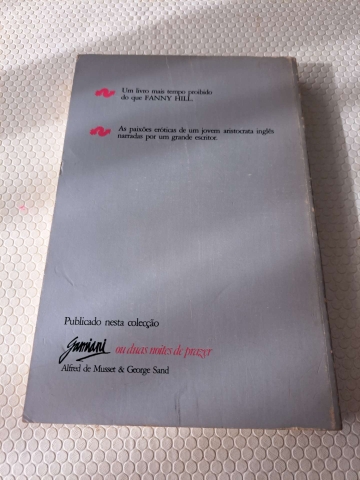 Um livro mais tempo proibido
do que FANNY HILL.
As paixões eróticas de um jovem aristocrata inglês
narradas por um grande escritor.
Publicado nesta colecção
Gamiani ou duas noites de prazer
Alfred de Musset & George Sand